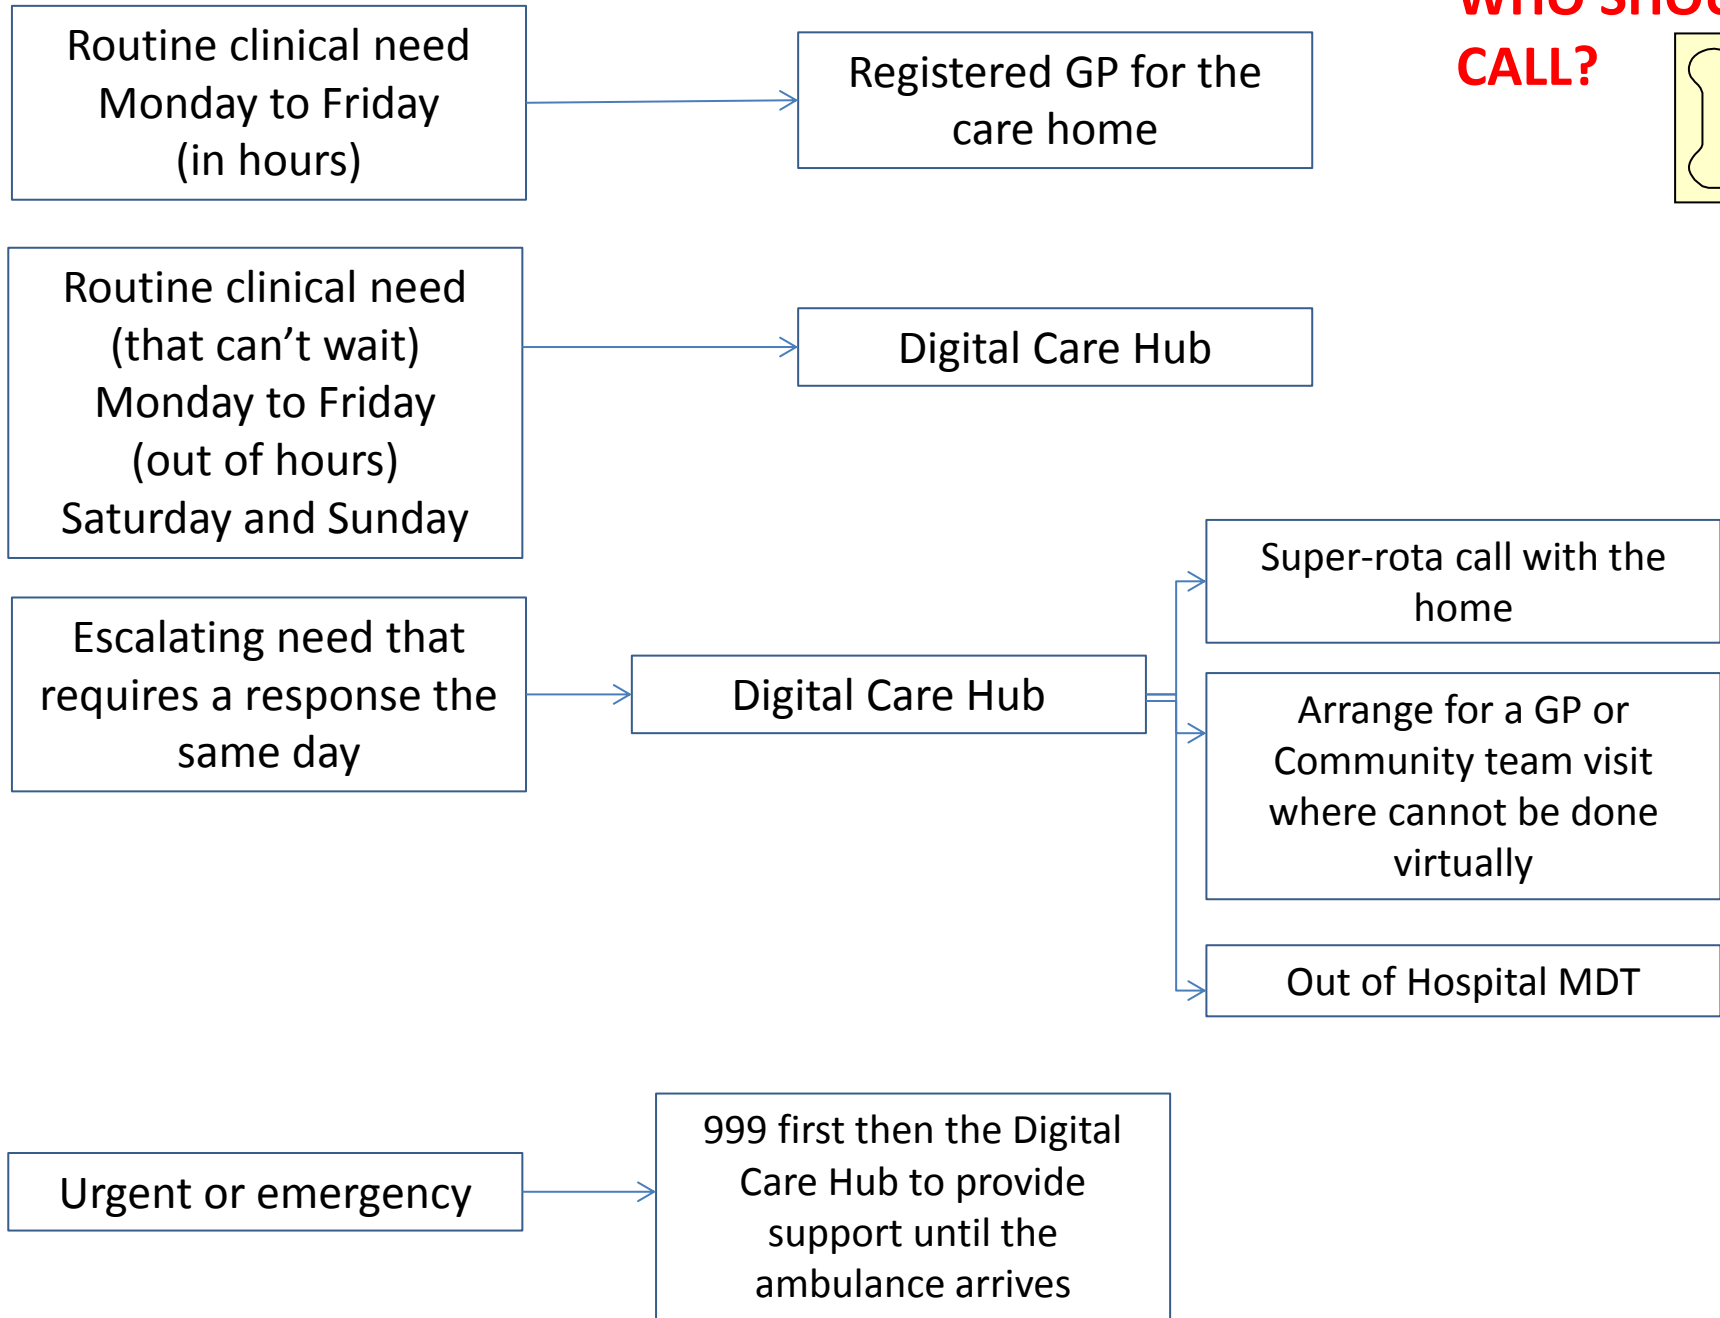 WHO SHOU
CALL?
Routine clinical need
Monday to Friday
(in hours)
Registered GP for the
care home
Routine clinical need
(that can’t wait)
Monday to Friday
(out of hours)
Saturday and Sunday
Digital Care Hub
Escalating need that
requires a response the
same day
Digital Care Hub
Super-rota call with the
home
Arrange for a GP or
Community team visit
where cannot be done
virtually
Out of Hospital MDT
Urgent or emergency
999 first then the Digital
Care Hub to provide
support until the
ambulance arrives